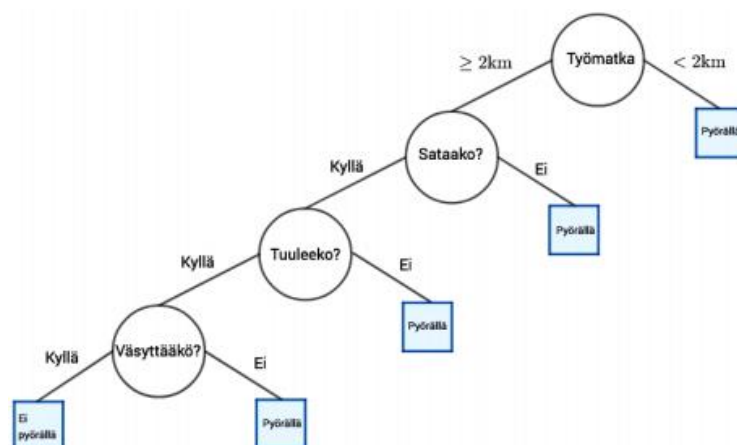 ≥ 2km
Työmatka
< 2km
Pyörällä
Sataako?
Kyllä
Ei
Pyörällä
Tuuleeko?
Kyllä
Ei
Pyörällä
Väsyttääkö?
Kyllä
Ei
Ei
pyörällä
Pyörällä